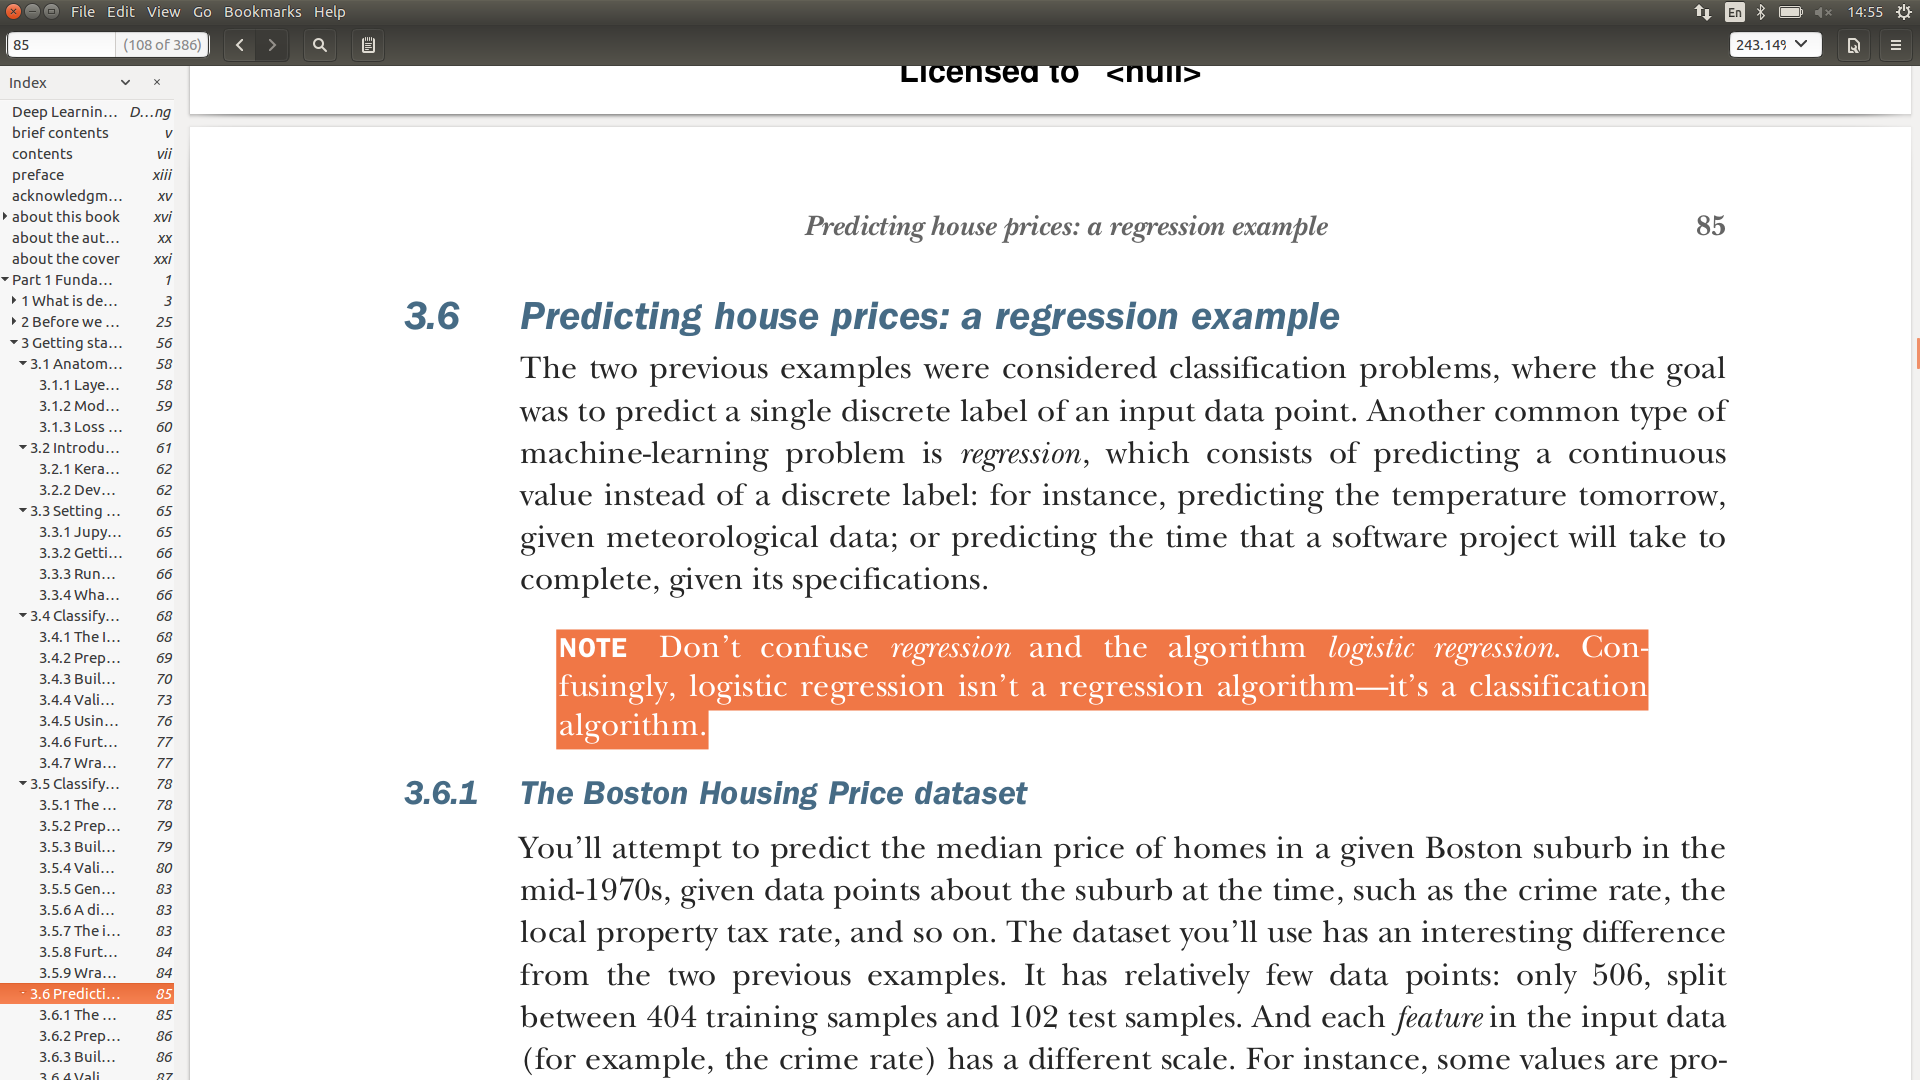 File Edit View Go Bookmarks Help
En
14:55
85 (108 of 386)
243.14%
Index
Deep Learnin... D...ng
brief contents v
contents vii
preface xiii
acknowledgm... xv
about this book xvi
about the aut... xx
about the cover xxi
Part 1 Funda... 1
1 What is de... 3
2 Before we ... 25
3 Getting sta... 56
3.1 Anatom... 58
3.1.1 Laye... 58
3.1.2 Mod... 59
3.1.3 Loss ... 60
3.2 Introdu... 61
3.2.1 Kera... 62
3.2.2 Dev... 62
3.3 Setting ... 65
3.3.1 Jupy... 65
3.3.2 Getti... 66
3.3.3 Run... 66
3.3.4 Wha... 66
3.4 Classify... 68
3.4.1 The I... 68
3.4.2 Prep... 69
3.4.3 Buil... 70
3.4.4 Vali... 73
3.4.5 Usin... 76
3.4.6 Furt... 77
3.4.7 Wra... 77
3.5 Classify... 78
3.5.1 The ... 78
3.5.2 Prep... 79
3.5.3 Buil... 79
3.5.4 Vali... 80
3.5.5 Gen... 83
3.5.6 A di... 83
3.5.7 The i... 83
3.5.8 Furt... 84
3.5.9 Wra... 84
3.6 Predicti... 85
3.6.1 The ... 85
3.6.2 Prep... 86
3.6.3 Buil... 86
3.6.4 Vali... 87
Licensed to <null>
Predicting house prices: a regression example 85
3.6 Predicting house prices: a regression example
The two previous examples were considered classification problems, where the goal
was to predict a single discrete label of an input data point. Another common type of
machine-learning problem is regression, which consists of predicting a continuous
value instead of a discrete label: for instance, predicting the temperature tomorrow,
given meteorological data; or predicting the time that a software project will take to
complete, given its specifications.
NOTE Don't confuse regression and the algorithm logistic regression. Con-
fusingly, logistic regression isn't a regression algorithm—it's a classification
algorithm.
3.6.1 The Boston Housing Price dataset
You'll attempt to predict the median price of homes in a given Boston suburb in the
mid-1970s, given data points about the suburb at the time, such as the crime rate, the
local property tax rate, and so on. The dataset you'll use has an interesting difference
from the two previous examples. It has relatively few data points: only 506, split
between 404 training samples and 102 test samples. And each feature in the input data
(for example, the crime rate) has a different scale. For instance, some values are pro-